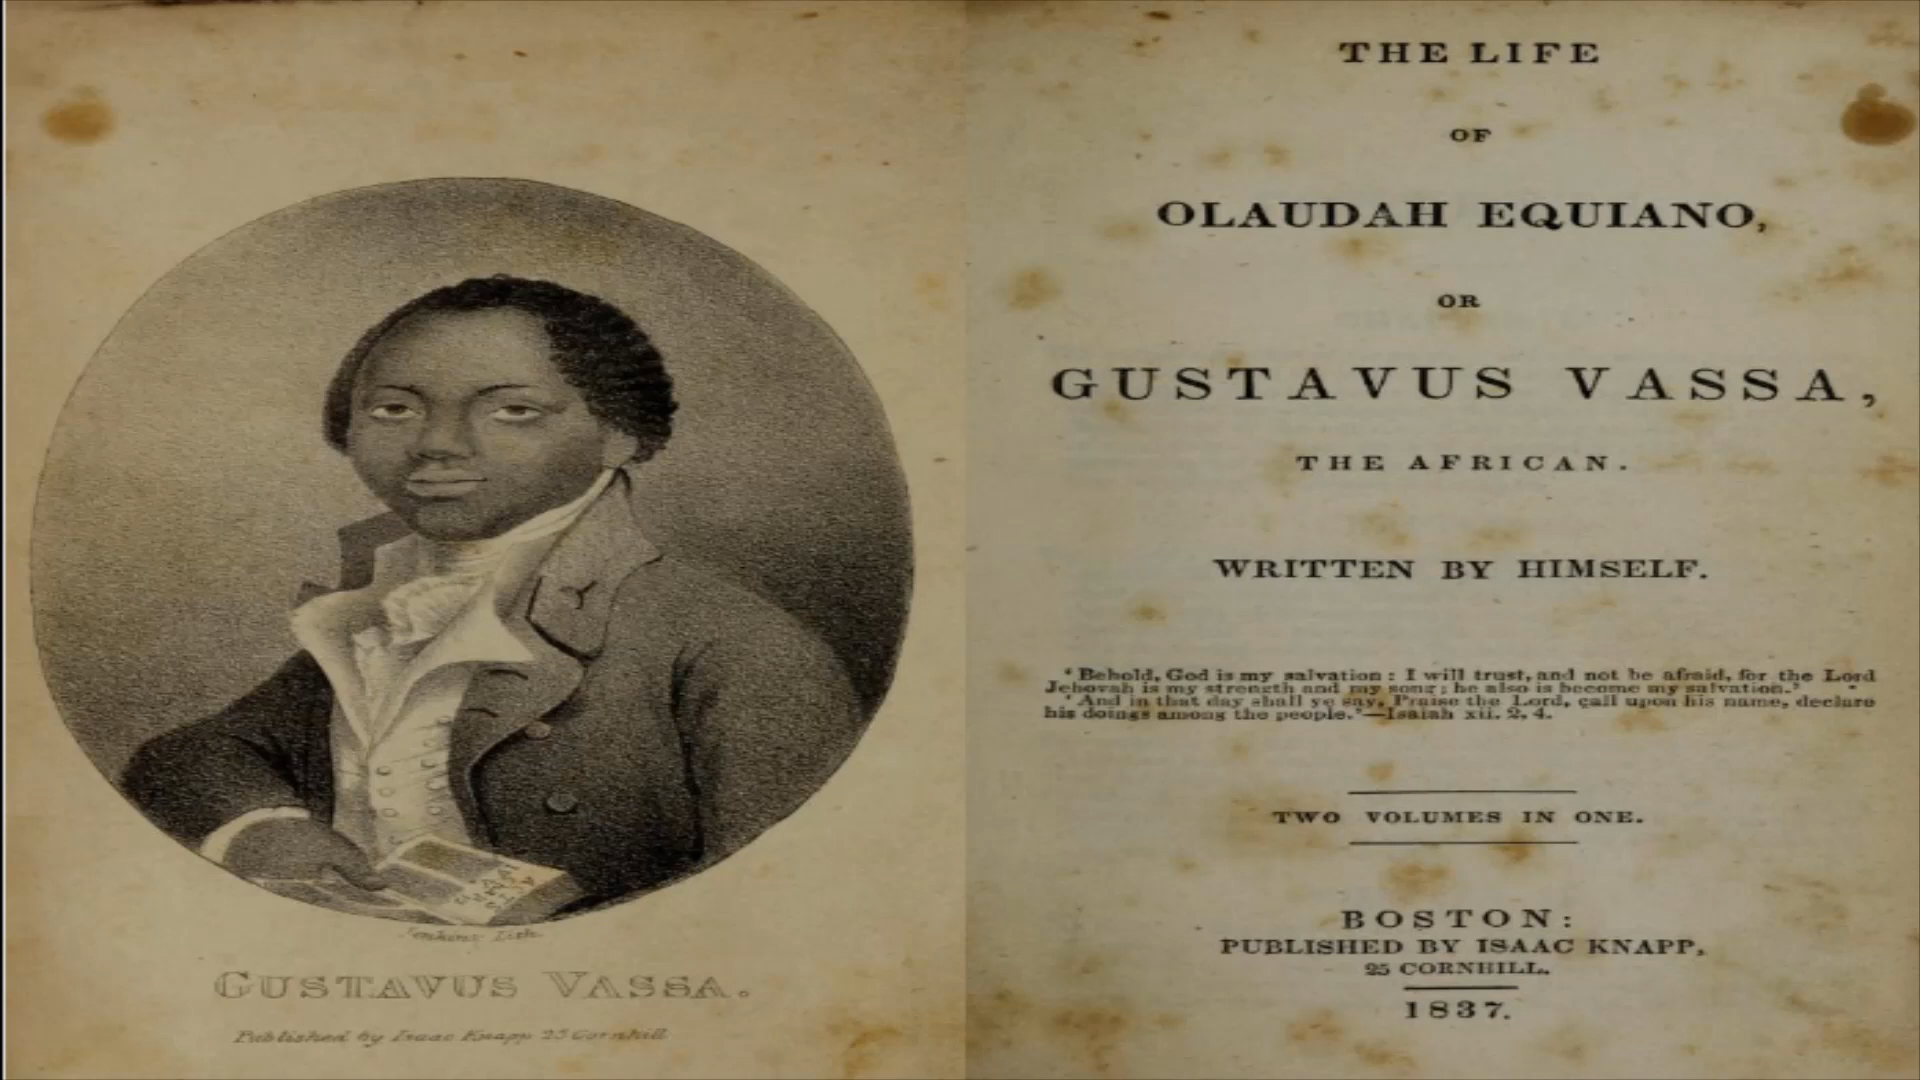 Jenkins Lith.
GUSTAVUS VASSA.
Published by Isaac Knapp 25 Cornhill
THE LIFE
OF
OLAUDAH EQUIANO,
OR
GUSTAVUS VASSA,
THE AFRICAN.
WRITTEN BY HIMSELF.
'Behold, God is my salvation: I will trust, and not be afraid, for the Lord
Jehovah is my strength and my song; he also is become my salvation.'
'And in that day shall ye say, Praise the Lord, call upon his name, declare
his doings among the people.'—Isaiah xii. 2, 4.
TWO VOLUMES IN ONE.
BOSTON:
PUBLISHED BY ISAAC KNAPP,
25 CORNHILL.
1837.